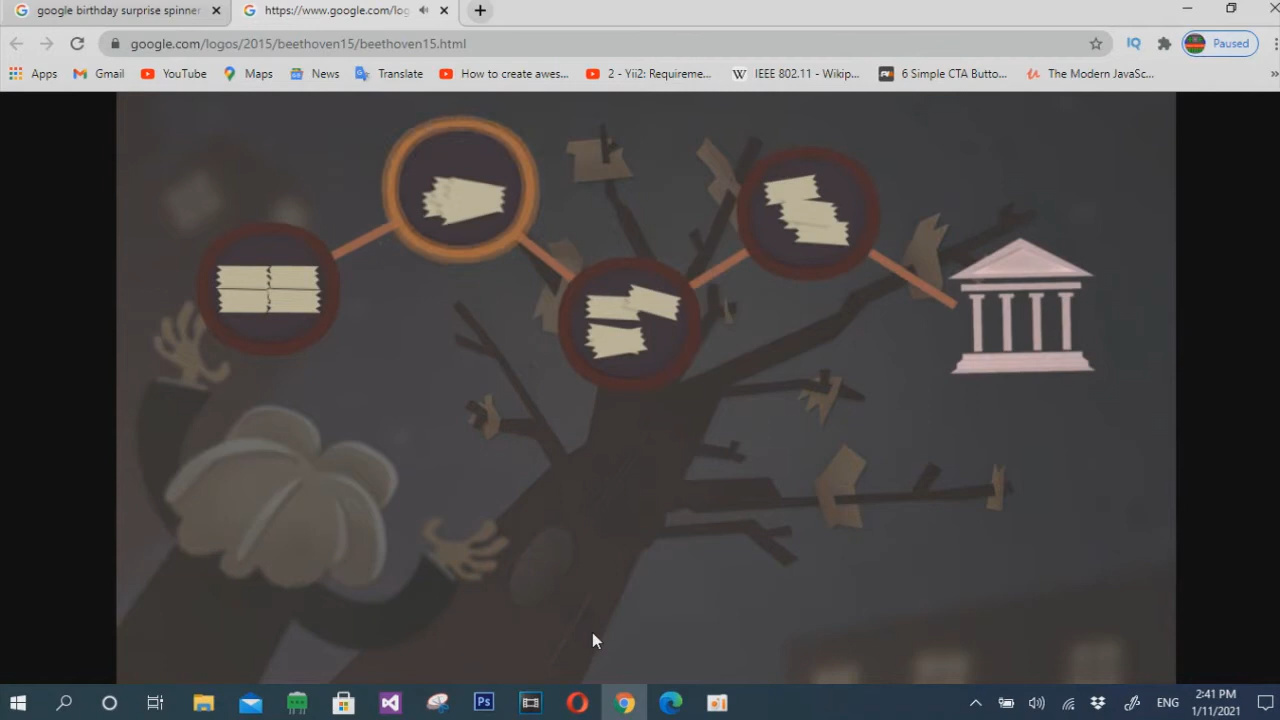 google birthday surprise spinner
https://www.google.com/log
google.com/logos/2015/beethoven15/beethoven15.html
Paused
Apps
Gmail
YouTube
Maps
News
Translate
How to create awes...
2 - Yii2: Requireme...
IEEE 802.11 - Wikip...
6 Simple CTA Butto...
The Modern JavaSc...
IQ
W
Ps
ENG
2:41 PM
1/11/2021